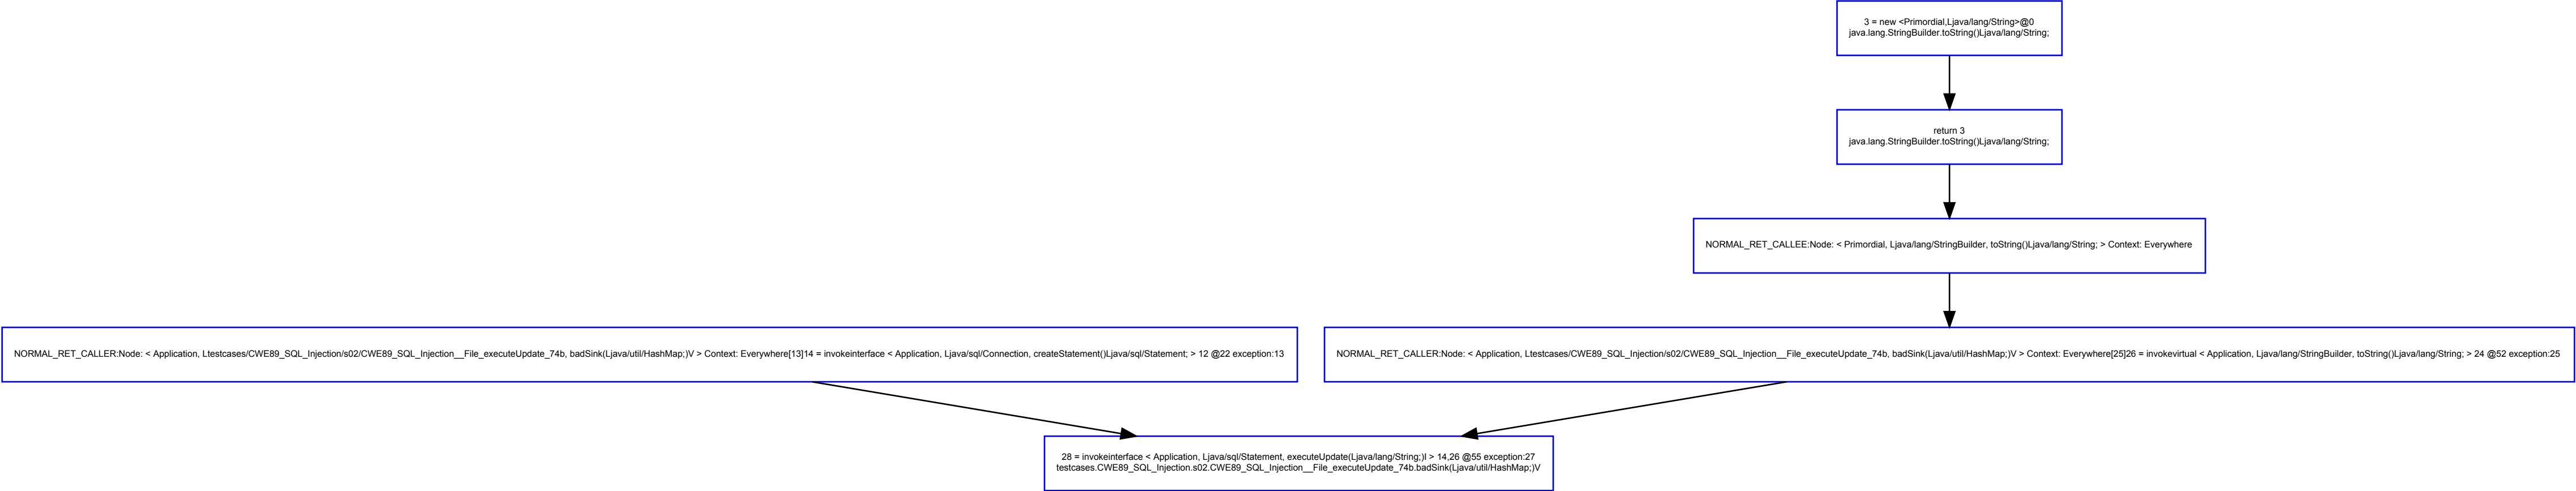 3 = new <Primordial,Ljava/lang/String>@0
java.lang.StringBuilder.toString()Ljava/lang/String;
return 3
java.lang.StringBuilder.toString()Ljava/lang/String;
NORMAL_RET_CALLEE:Node: < Primordial, Ljava/lang/StringBuilder, toString()Ljava/lang/String; > Context: Everywhere
NORMAL_RET_CALLER:Node: < Application, Ltestcases/CWE89_SQL_Injection/s02/CWE89_SQL_Injection__File_executeUpdate_74b, badSink(Ljava/util/HashMap;)V > Context: Everywhere[13]14 = invokeinterface < Application, Ljava/sql/Connection, createStatement()Ljava/sql/Statement; > 12 @22 exception:13
NORMAL_RET_CALLER:Node: < Application, Ltestcases/CWE89_SQL_Injection/s02/CWE89_SQL_Injection__File_executeUpdate_74b, badSink(Ljava/util/HashMap;)V > Context: Everywhere[25]26 = invokevirtual < Application, Ljava/lang/StringBuilder, toString()Ljava/lang/String; > 24 @52 exception:25
28 = invokeinterface < Application, Ljava/sql/Statement, executeUpdate(Ljava/lang/String;)I > 14,26 @55 exception:27
testcases.CWE89_SQL_Injection.s02.CWE89_SQL_Injection__File_executeUpdate_74b.badSink(Ljava/util/HashMap;)V